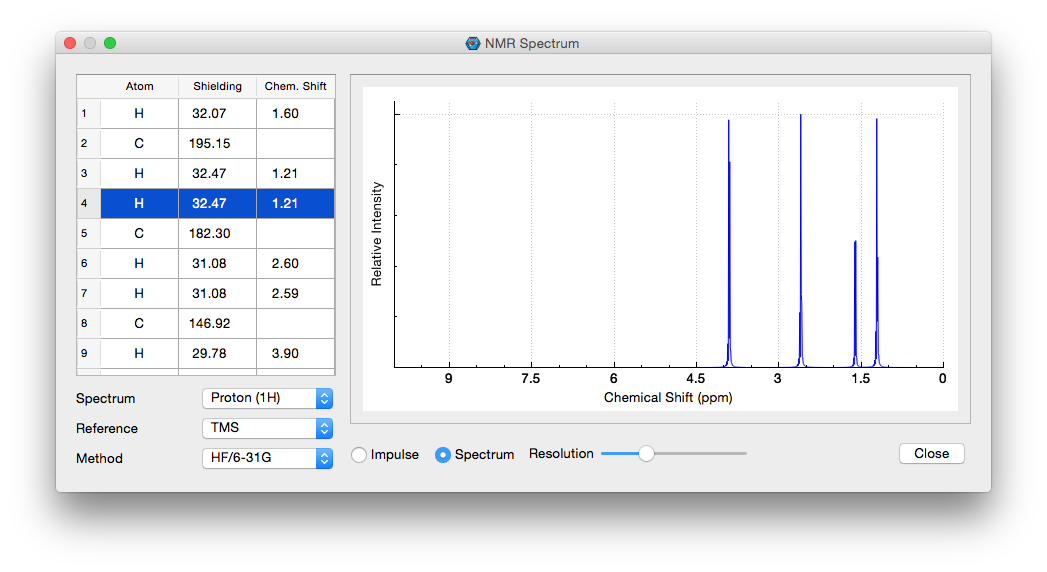 NMR Spectrum
Atom Shielding Chem. Shift
1 H 32.07 1.60
2 C 195.15
3 H 32.47 1.21
4 H 32.47 1.21
5 C 182.30
6 H 31.08 2.60
7 H 31.08 2.59
8 C 146.92
9 H 29.78 3.90
Relative Intensity
9 7.5 6 4.5 3 1.5 0
Chemical Shift (ppm)
Spectrum Proton (1H)
Reference TMS
Method HF/6-31G
Impulse Spectrum Resolution Close